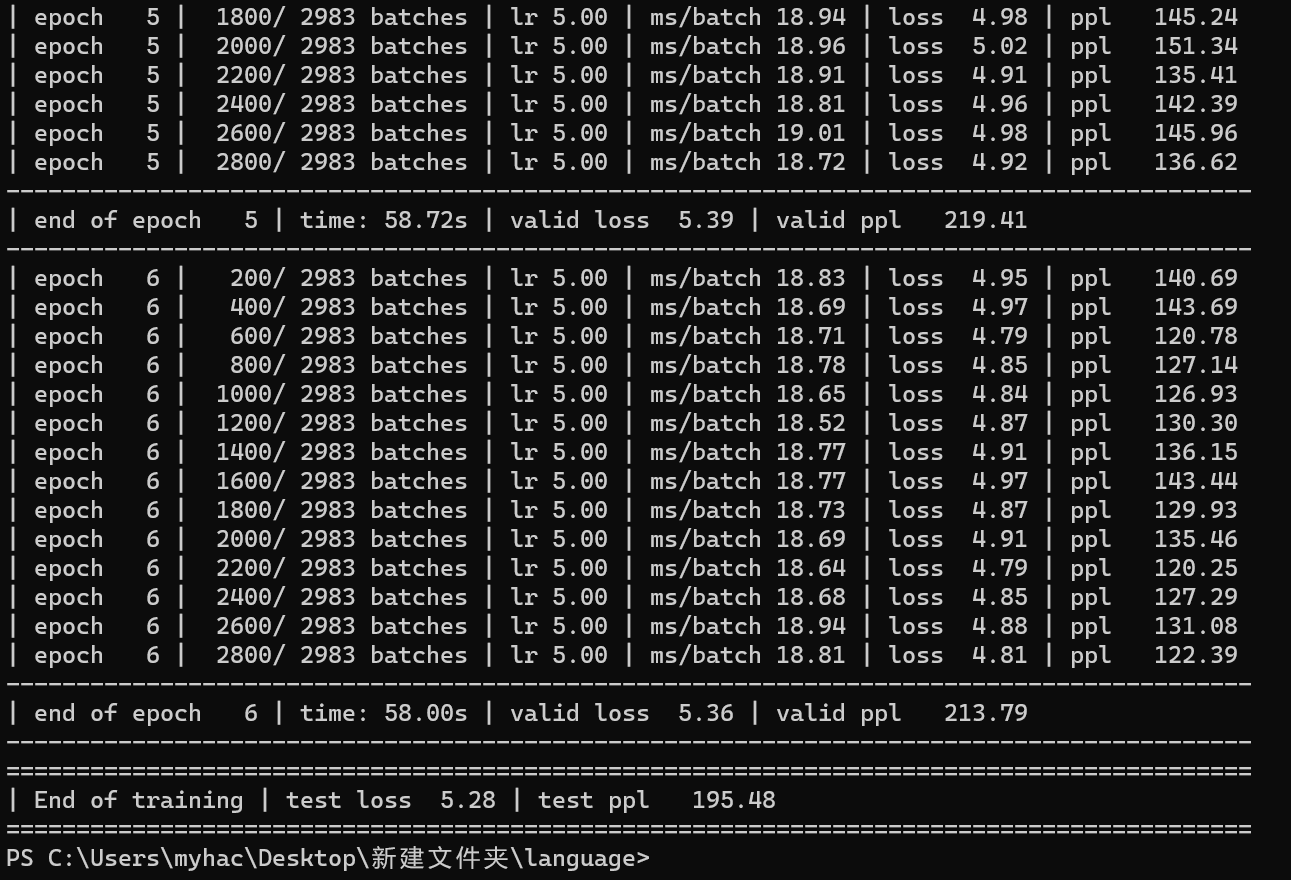 | epoch   5 |  1800/ 2983 batches | lr 5.00 | ms/batch 18.94 | loss  4.98 | ppl   145.24
| epoch   5 |  2000/ 2983 batches | lr 5.00 | ms/batch 18.96 | loss  5.02 | ppl   151.34
| epoch   5 |  2200/ 2983 batches | lr 5.00 | ms/batch 18.91 | loss  4.91 | ppl   135.41
| epoch   5 |  2400/ 2983 batches | lr 5.00 | ms/batch 18.81 | loss  4.96 | ppl   142.39
| epoch   5 |  2600/ 2983 batches | lr 5.00 | ms/batch 19.01 | loss  4.98 | ppl   145.96
| epoch   5 |  2800/ 2983 batches | lr 5.00 | ms/batch 18.72 | loss  4.92 | ppl   136.62
-----------------------------------------------------------------------------------------
| end of epoch   5 | time: 58.72s | valid loss  5.39 | valid ppl   219.41
-----------------------------------------------------------------------------------------
| epoch   6 |   200/ 2983 batches | lr 5.00 | ms/batch 18.83 | loss  4.95 | ppl   140.69
| epoch   6 |   400/ 2983 batches | lr 5.00 | ms/batch 18.69 | loss  4.97 | ppl   143.69
| epoch   6 |   600/ 2983 batches | lr 5.00 | ms/batch 18.71 | loss  4.79 | ppl   120.78
| epoch   6 |   800/ 2983 batches | lr 5.00 | ms/batch 18.78 | loss  4.85 | ppl   127.14
| epoch   6 |  1000/ 2983 batches | lr 5.00 | ms/batch 18.65 | loss  4.84 | ppl   126.93
| epoch   6 |  1200/ 2983 batches | lr 5.00 | ms/batch 18.52 | loss  4.87 | ppl   130.30
| epoch   6 |  1400/ 2983 batches | lr 5.00 | ms/batch 18.77 | loss  4.91 | ppl   136.15
| epoch   6 |  1600/ 2983 batches | lr 5.00 | ms/batch 18.77 | loss  4.97 | ppl   143.44
| epoch   6 |  1800/ 2983 batches | lr 5.00 | ms/batch 18.73 | loss  4.87 | ppl   129.93
| epoch   6 |  2000/ 2983 batches | lr 5.00 | ms/batch 18.69 | loss  4.91 | ppl   135.46
| epoch   6 |  2200/ 2983 batches | lr 5.00 | ms/batch 18.64 | loss  4.79 | ppl   120.25
| epoch   6 |  2400/ 2983 batches | lr 5.00 | ms/batch 18.68 | loss  4.85 | ppl   127.29
| epoch   6 |  2600/ 2983 batches | lr 5.00 | ms/batch 18.94 | loss  4.88 | ppl   131.08
| epoch   6 |  2800/ 2983 batches | lr 5.00 | ms/batch 18.81 | loss  4.81 | ppl   122.39
-----------------------------------------------------------------------------------------
| end of epoch   6 | time: 58.00s | valid loss  5.36 | valid ppl   213.79
-----------------------------------------------------------------------------------------
=========================================================================================
| End of training | test loss  5.28 | test ppl   195.48
=========================================================================================
PS C:\Users\myhac\Desktop\新建文件夹\language>